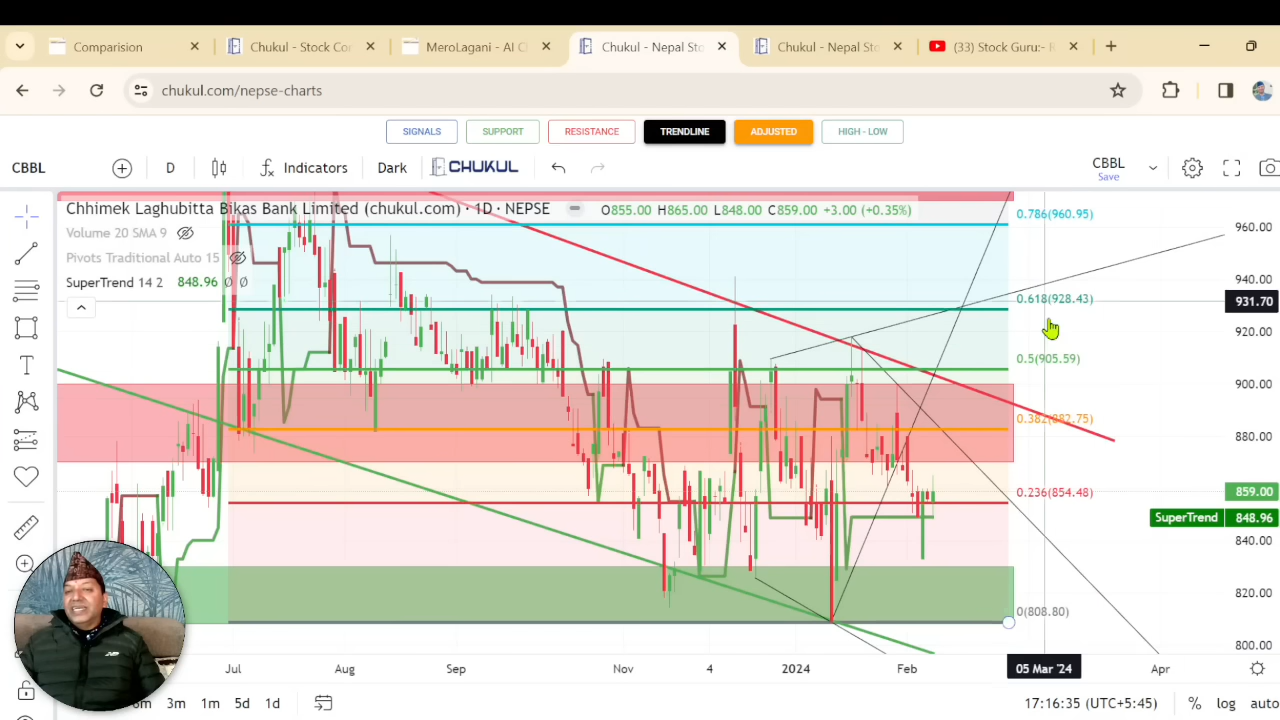 Comparision
Chukul - Stock Co
MeroLagani - AI C
Chukul - Nepal Sto
Chukul - Nepal Sto
(33) Stock Guru:- R
chukul.com/nepse-charts
SIGNALS
SUPPORT
RESISTANCE
TRENDLINE
ADJUSTED
HIGH - LOW
CBBL
D
Indicators
Dark
CHUKUL
CBBL
Save
Chhimek Laghubitta Bikas Bank Limited (chukul.com) · 1D · NEPSE
O855.00 H865.00 L848.00 C859.00 +3.00 (+0.35%)
Volume 20 SMA 9
Pivots Traditional Auto 15
SuperTrend 14 2 848.96 Ø Ø
0.786(960.95)
0.618(928.43)
0.5(905.59)
0.382(882.75)
0.236(854.48)
0(808.80)
960.00
940.00
931.70
920.00
900.00
880.00
859.00
SuperTrend 848.96
840.00
820.00
800.00
Jul
Aug
Sep
Nov
4
2024
Feb
05 Mar '24
Apr
6m
3m
1m
5d
1d
17:16:35 (UTC+5:45)
%
log
auto